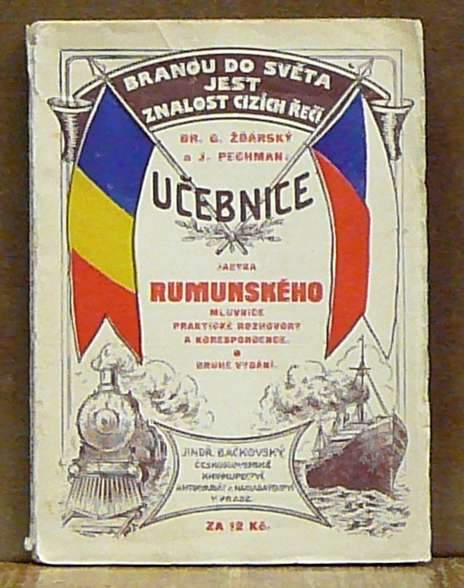 BRANOU DO SVĚTA
JEST
ZNALOST CIZÍCH ŘEČÍ
DR. G. ŽĎÁRSKÝ
a J. PECHMAN:
UČEBNICE
JAZYKA
RUMUNSKÉHO
MLUVNICE
PRAKTICKÉ ROZHOVORY
A KORESPONDENCE.
DRUHÉ VYDÁNÍ.
JINDŘ. BAČKOVSKÝ
ČESKOSLOVENSKÉ
KNIHKUPECTVÍ
ANTIKVARIÁT A NAKLADATELSTVÍ
V PRAZE
ZA 12 Kč.